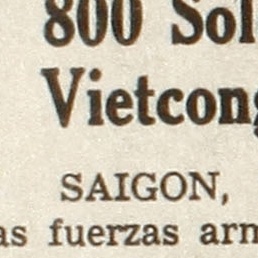 800 Sol
Vietcong
SAIGON,
as fuerzas arm